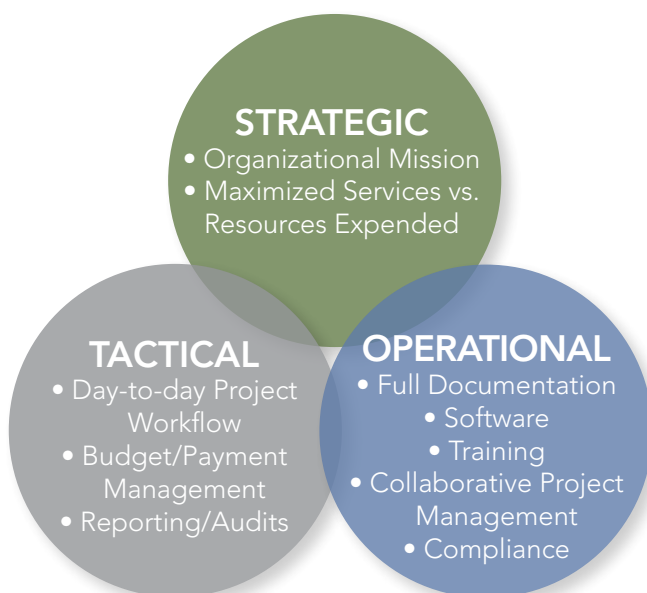 STRATEGIC
• Organizational Mission
• Maximized Services vs.
Resources Expended
TACTICAL
• Day-to-day Project
Workflow
• Budget/Payment
Management
• Reporting/Audits
OPERATIONAL
• Full Documentation
• Software
• Training
• Collaborative Project
Management
• Compliance